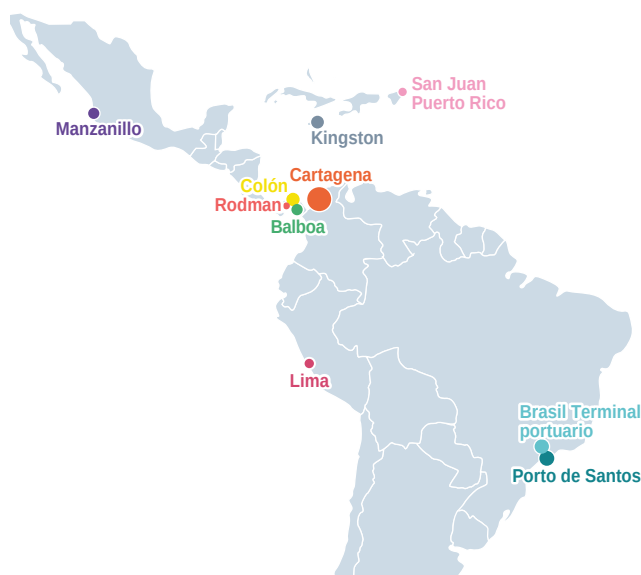 San Juan
Puerto Rico
Manzanillo
Kingston
Cartagena
Colón
Rodman
Balboa
Lima
Brasil Terminal
portuario
Porto de Santos